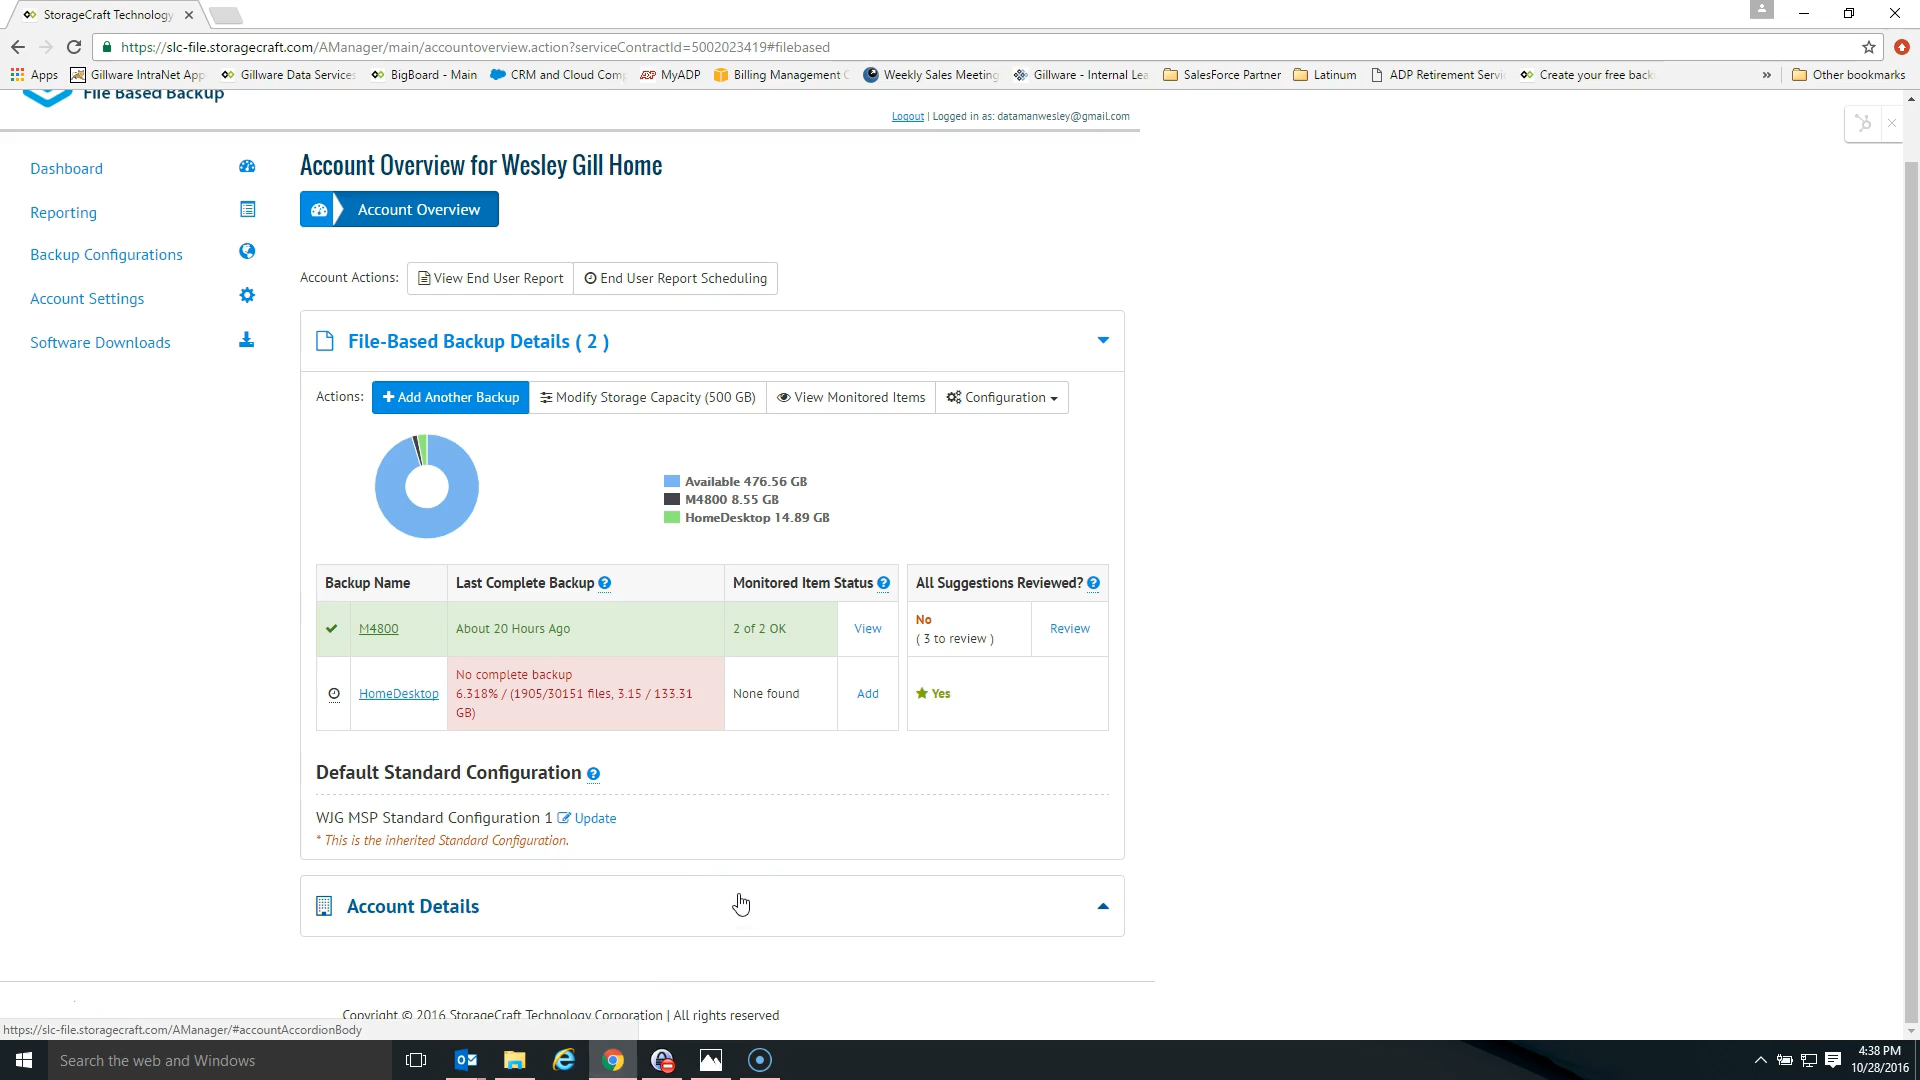 StorageCraft Technology
https://slc-file.storagecraft.com/AManager/main/accountoverview.action?serviceContractId=5002023419#filebased
Apps Gillware IntraNet App Gillware Data Services BigBoard - Main CRM and Cloud Com MyADP Billing Management C Weekly Sales Meeting Gillware - Internal Lea SalesForce Partner Latinum ADP Retirement Servic Create your free back » Other bookmarks
File Based Backup
Logout | Logged in as: datamanwesley@gmail.com
Dashboard
Reporting
Backup Configurations
Account Settings
Software Downloads
Account Overview for Wesley Gill Home
Account Overview
Account Actions: View End User Report End User Report Scheduling
File-Based Backup Details ( 2 )
Actions: Add Another Backup Modify Storage Capacity (500 GB) View Monitored Items Configuration
Available 476.56 GB
M4800 8.55 GB
HomeDesktop 14.89 GB
Backup Name Last Complete Backup ? Monitored Item Status ? All Suggestions Reviewed? ?
M4800 About 20 Hours Ago 2 of 2 OK View No
( 3 to review ) Review
No complete backup
HomeDesktop 6.318% / (1905/30151 files, 3.15 / 133.31 None found Add Yes
GB)
Default Standard Configuration ?
WJG MSP Standard Configuration 1 Update
* This is the inherited Standard Configuration.
Account Details
Copyright © 2016 StorageCraft Technology Corporation | All rights reserved
https://slc-file.storagecraft.com/AManager/#accountAccordionBody
Search the web and Windows
4:38 PM
10/28/2016